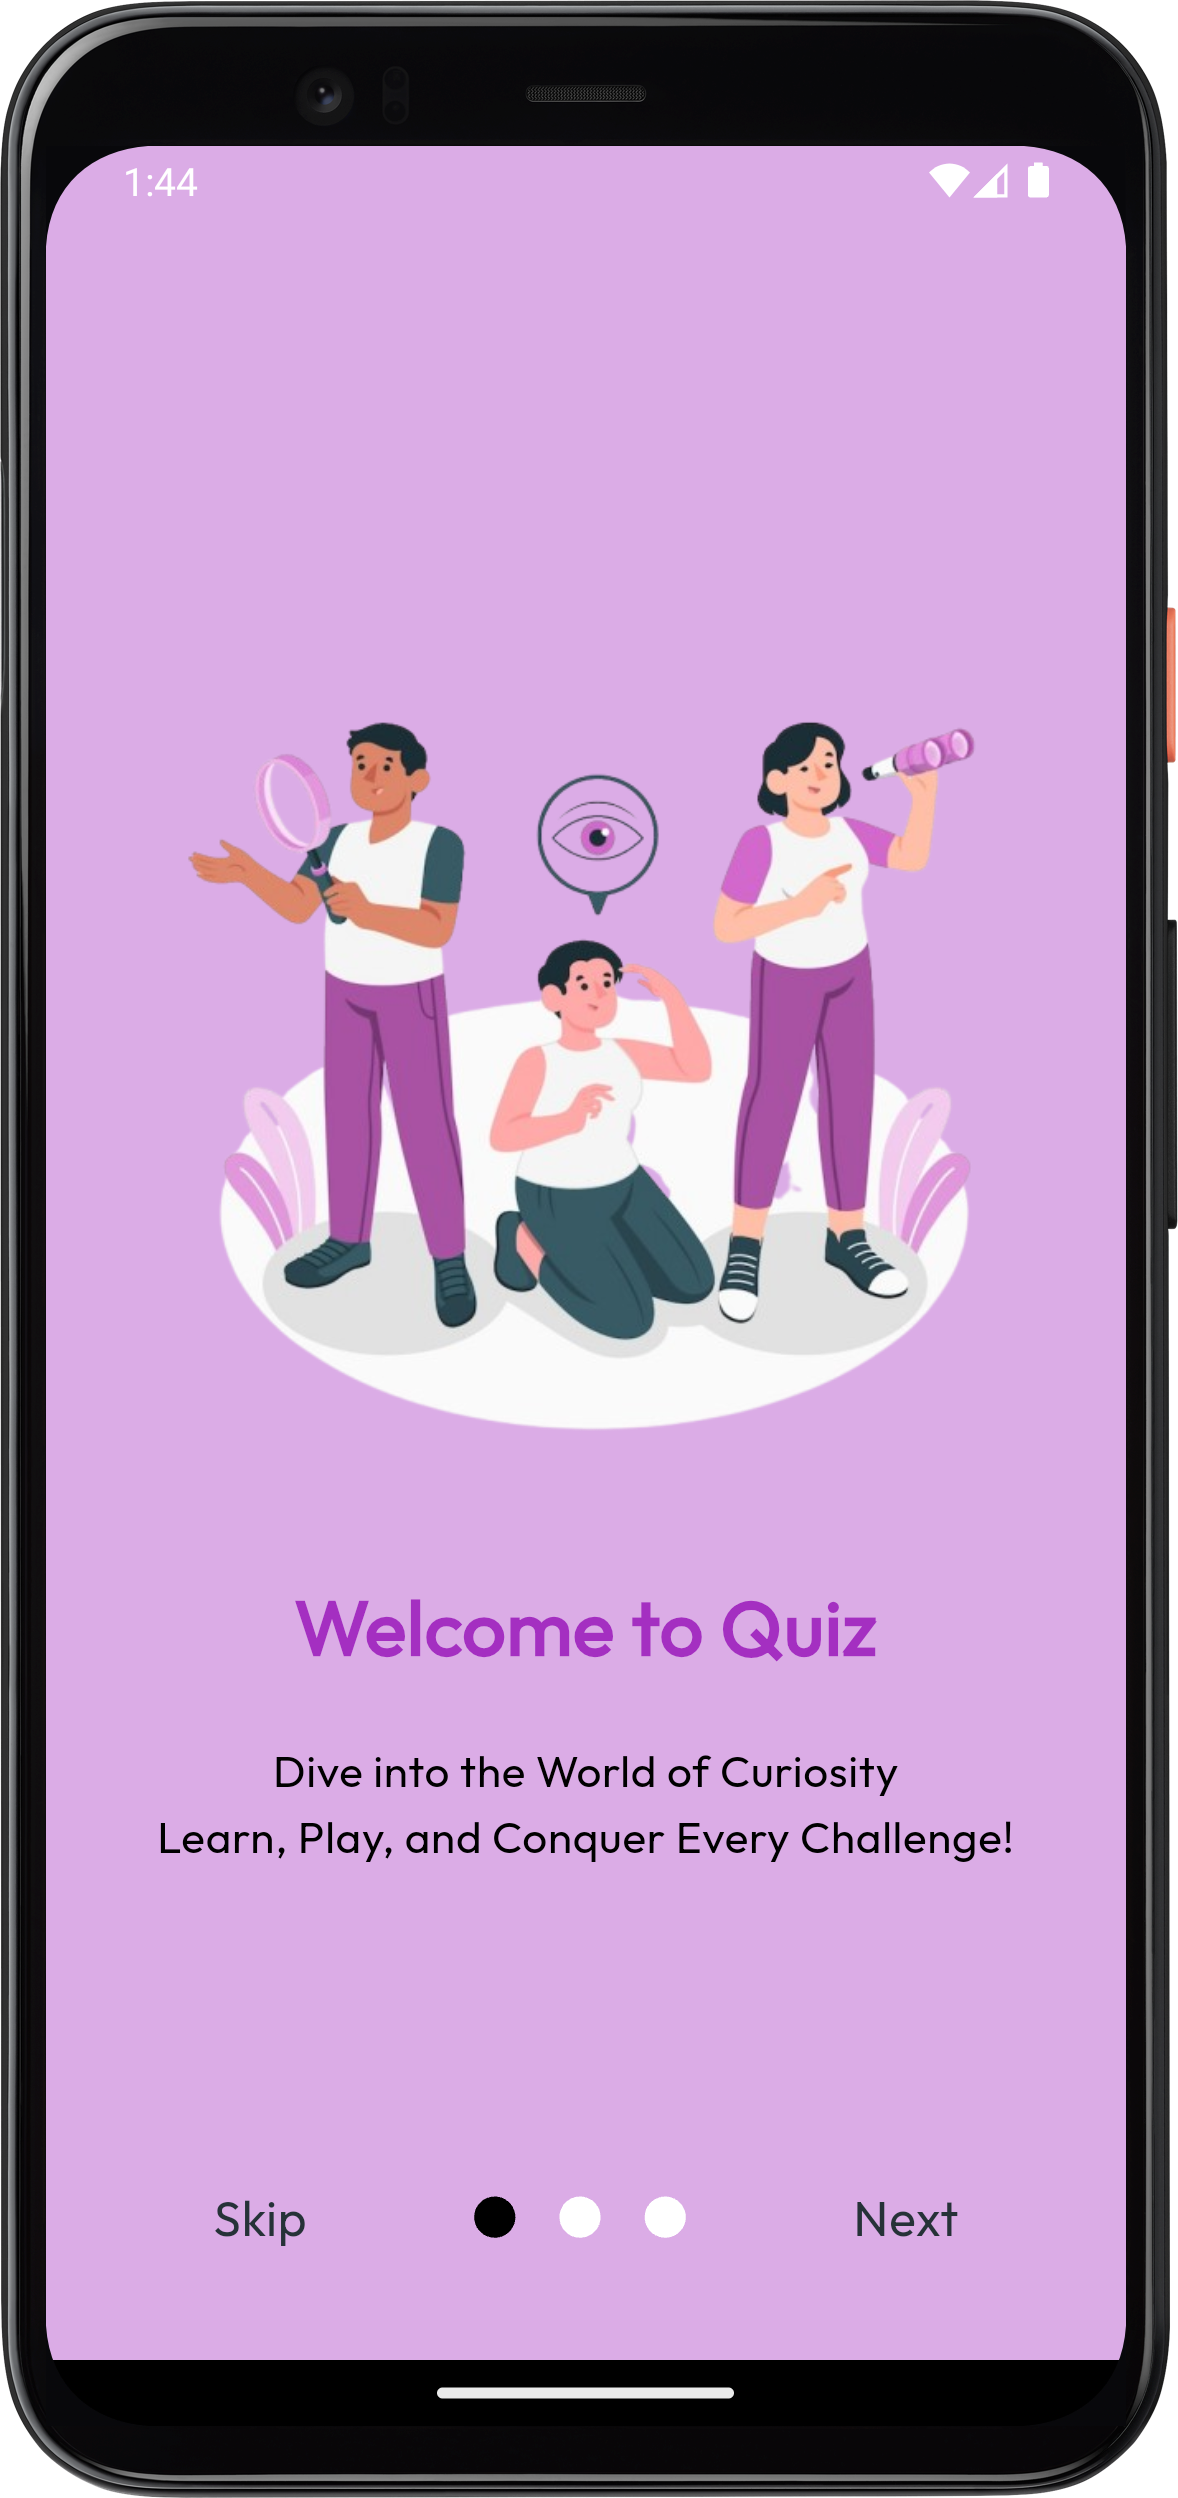 1:44
Welcome to Quiz
Dive into the World of Curiosity
Learn, Play, and Conquer Every Challenge!
Skip
Next